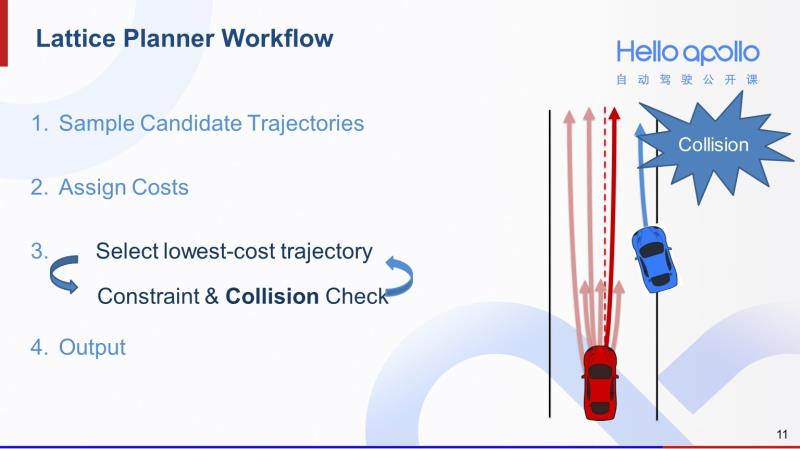 Lattice Planner Workflow
Hello apollo
自动驾驶公开课
1. Sample Candidate Trajectories
Collision
2. Assign Costs
3. Select lowest-cost trajectory
Constraint & Collision Check
4. Output
11